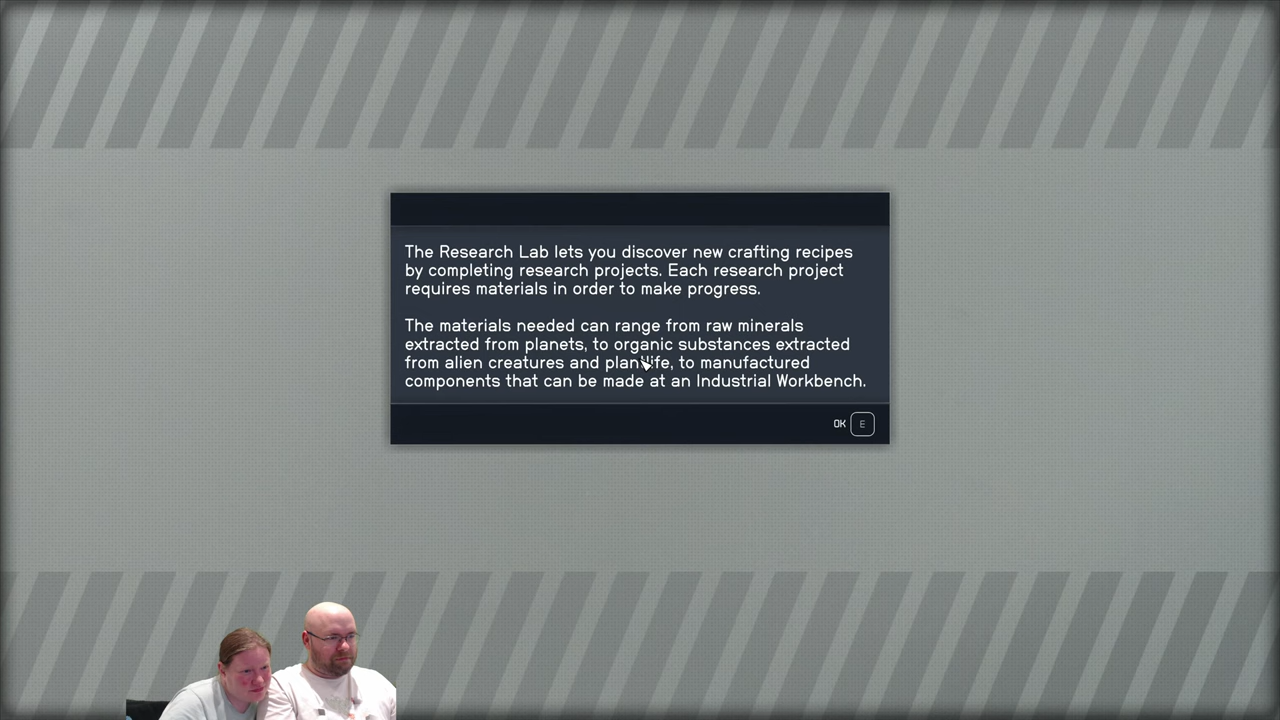 The Research Lab lets you discover new crafting recipes
by completing research projects. Each research project
requires materials in order to make progress.
The materials needed can range from raw minerals
extracted from planets, to organic substances extracted
from alien creatures and plantlife, to manufactured
components that can be made at an Industrial Workbench.
OK E